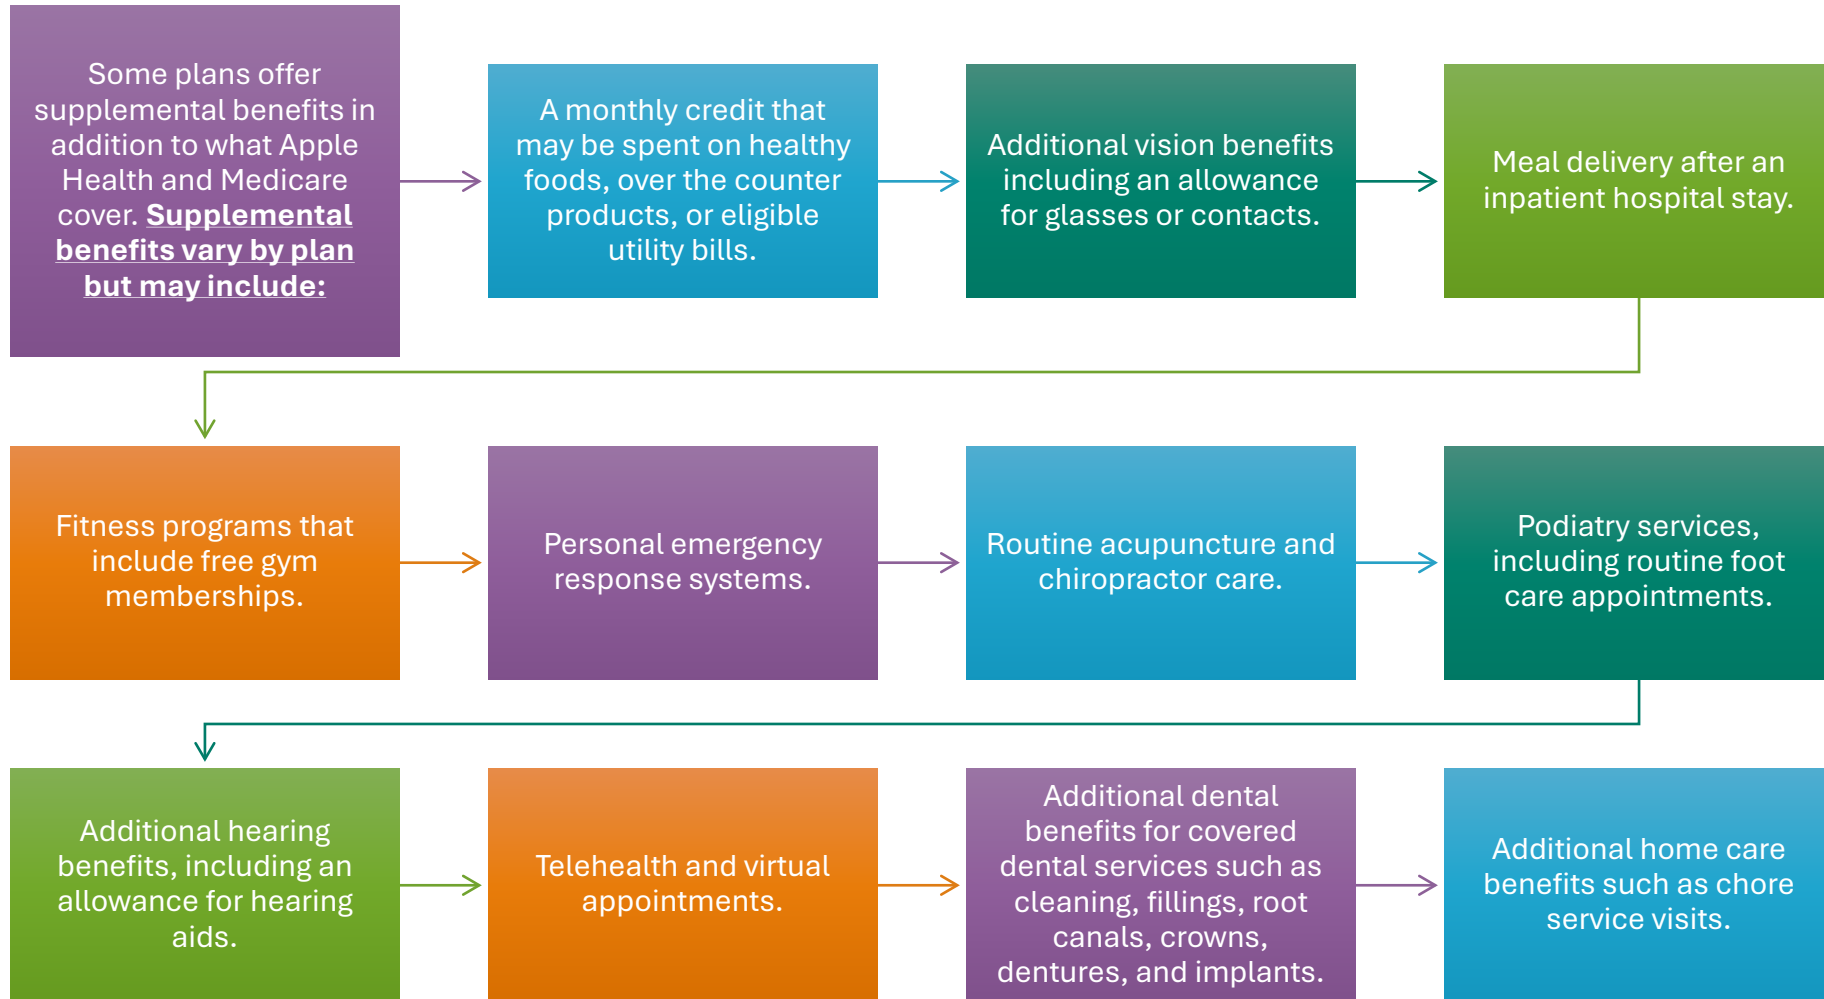 Some plans offer
supplemental benefits in
addition to what Apple
Health and Medicare
cover. Supplemental
benefits vary by plan
but may include:
A monthly credit that
may be spent on healthy
foods, over the counter
products, or eligible
utility bills.
Additional vision benefits
including an allowance
for glasses or contacts.
Meal delivery after an
inpatient hospital stay.
Fitness programs that
include free gym
memberships.
Personal emergency
response systems.
Routine acupuncture and
chiropractor care.
Podiatry services,
including routine foot
care appointments.
Additional hearing
benefits, including an
allowance for hearing
aids.
Telehealth and virtual
appointments.
Additional dental
benefits for covered
dental services such as
cleaning, fillings, root
canals, crowns,
dentures, and implants.
Additional home care
benefits such as chore
service visits.